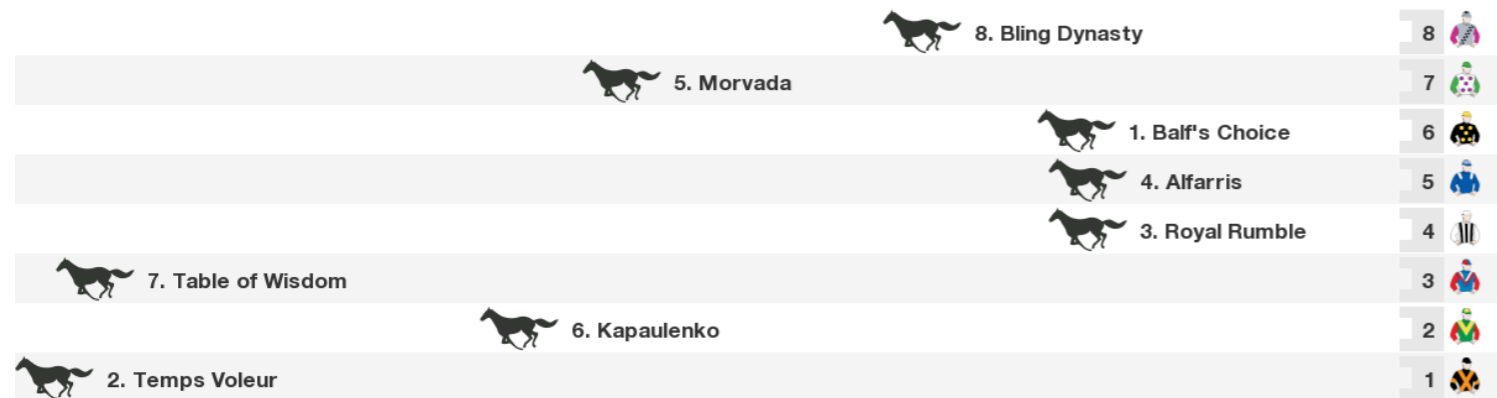 8. Bling Dynasty 8
5. Morvada 7
1. Balf's Choice 6
4. Alfarris 5
3. Royal Rumble 4
7. Table of Wisdom 3
6. Kapaulenko 2
2. Temps Voleur 1